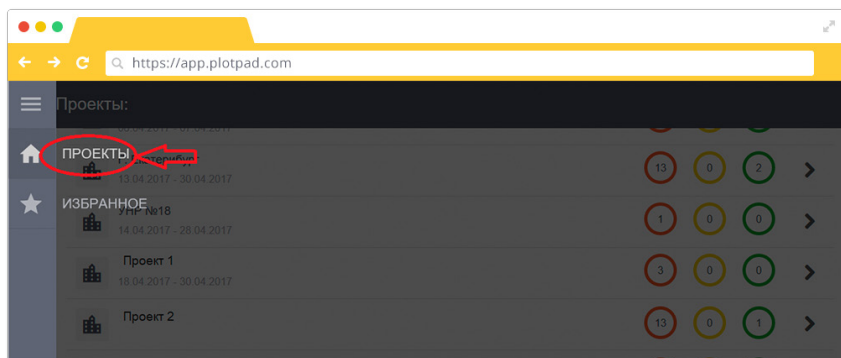 https://app.plotpad.com
Проекты:
ПРОЕКТЫ
13 0 2
13.04.2017 - 30.04.2017
ИЗБРАННОЕ
УНР №18
1 0 0
14.04.2017 - 28.04.2017
Проект 1
3 0 0
18.04.2017 - 30.04.2017
Проект 2
13 0 1